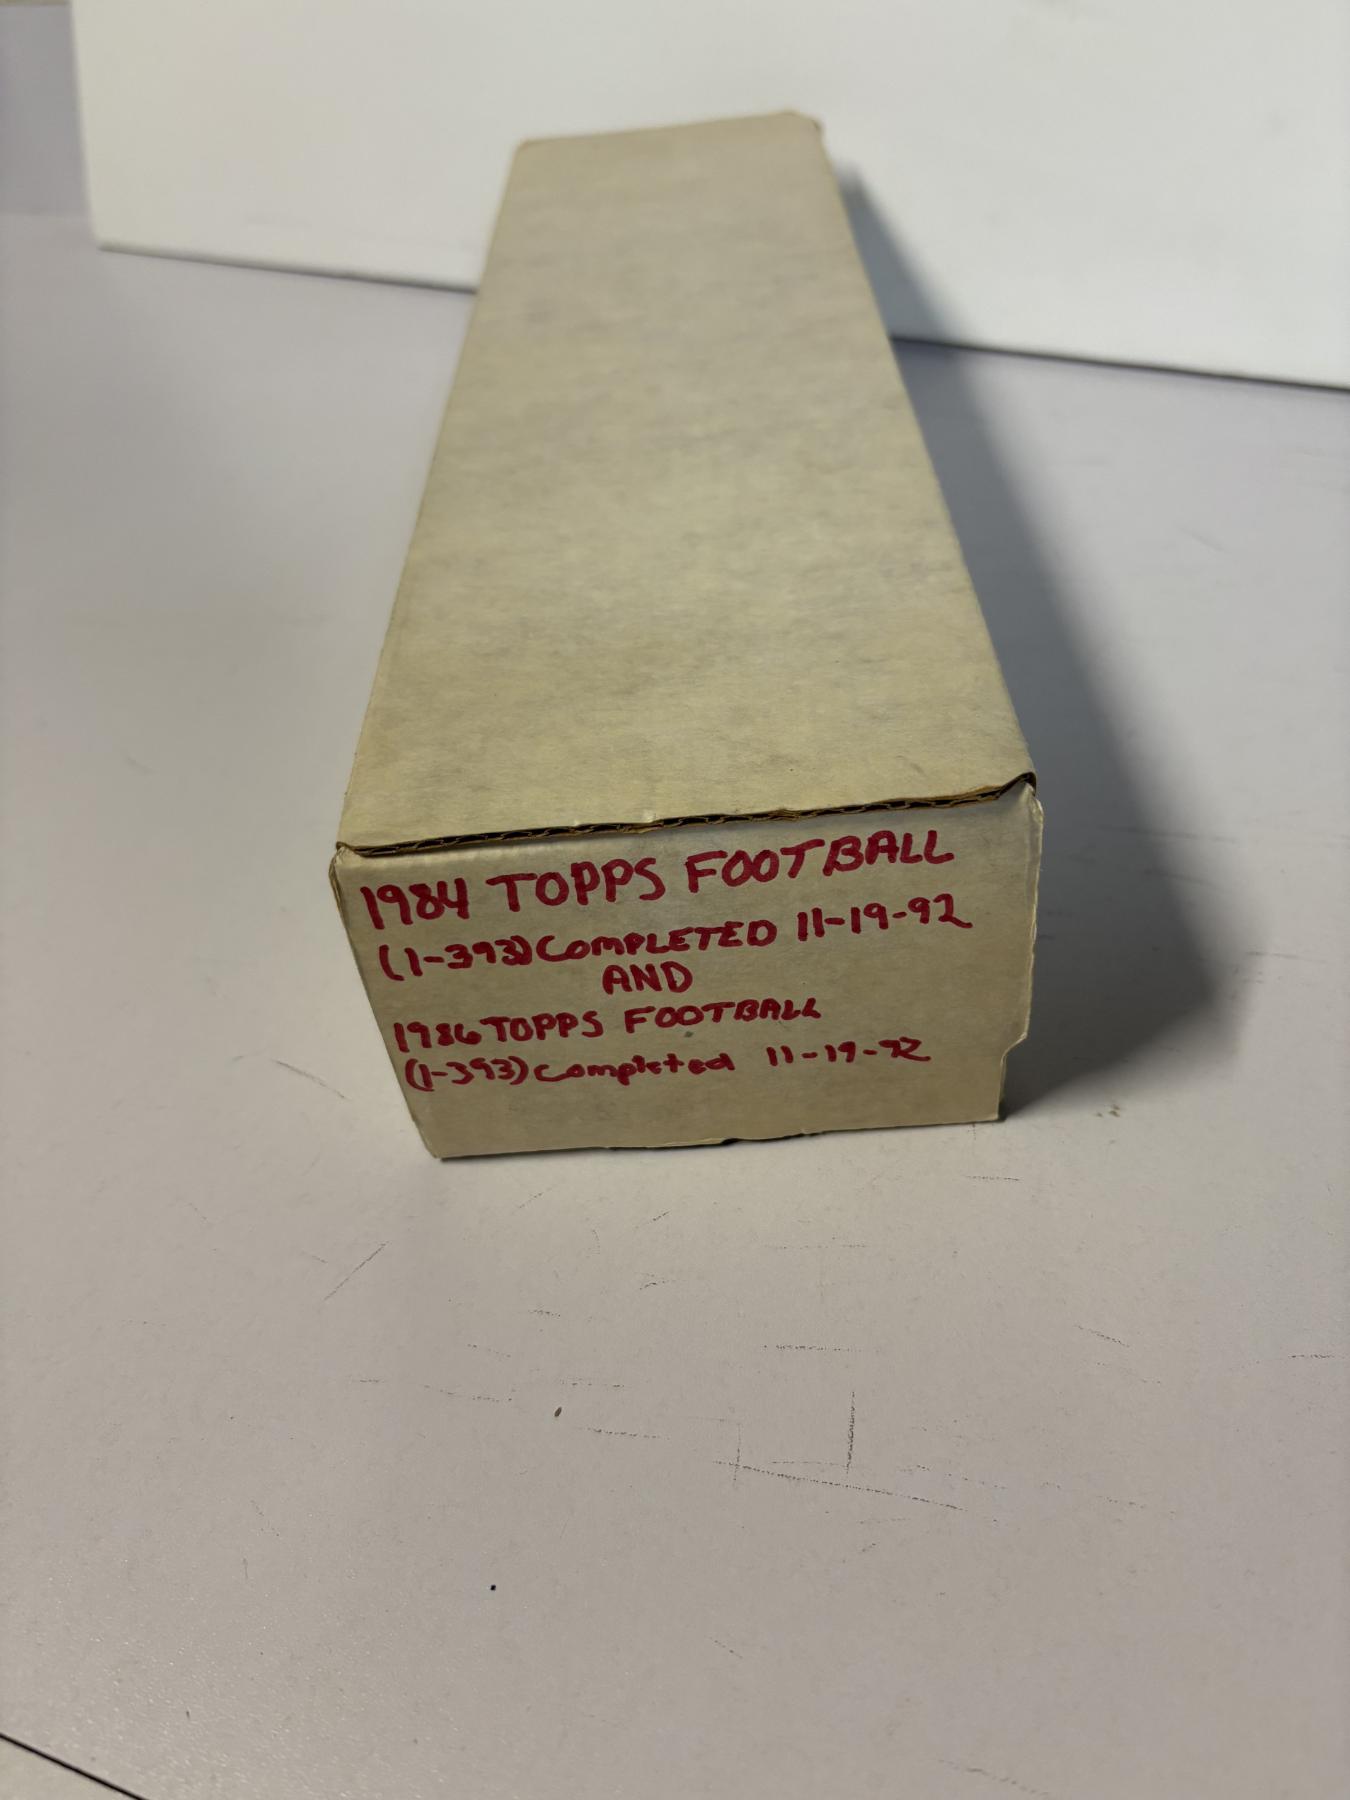 1984 TOPPS FOOTBALL
(1-393) COMPLETED 11-19-92
AND
1986 TOPPS FOOTBALL
(1-393) completed 11-19-92